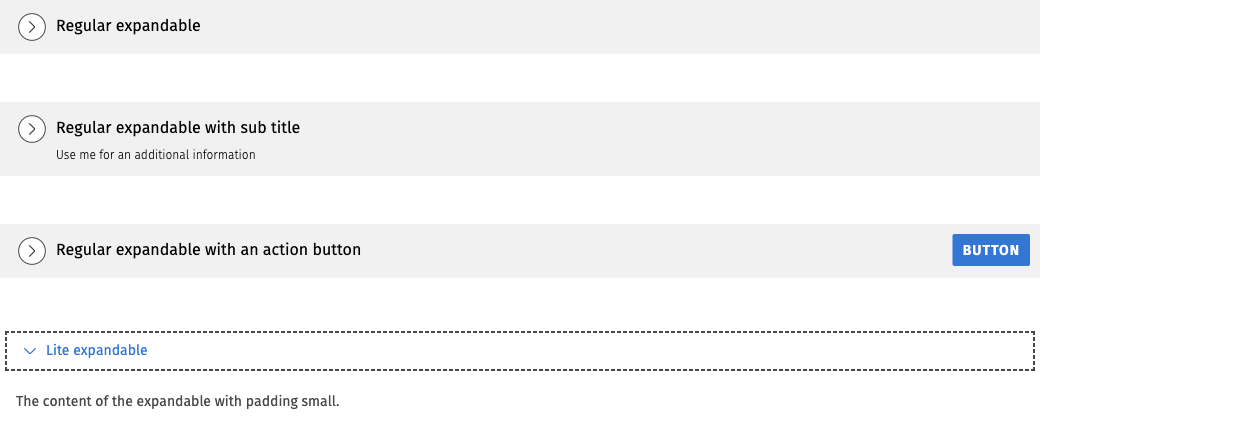 Regular expandable
Regular expandable with sub title
Use me for an additional information
Regular expandable with an action button
BUTTON
Lite expandable
The content of the expandable with padding small.